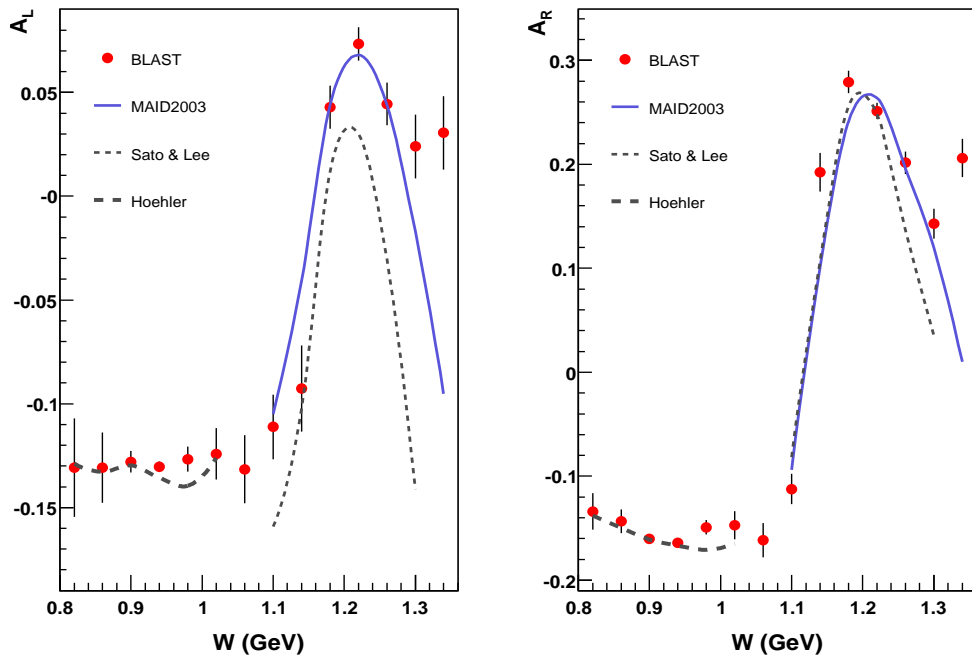 A_L
0.05
-0
-0.05
-0.1
-0.15
BLAST
MAID2003
Sato & Lee
Hoehler
0.8 0.9 1 1.1 1.2 1.3
W (GeV)
A_R
0.3
0.2
0.1
0
-0.1
-0.2
BLAST
MAID2003
Sato & Lee
Hoehler
0.8 0.9 1 1.1 1.2 1.3
W (GeV)